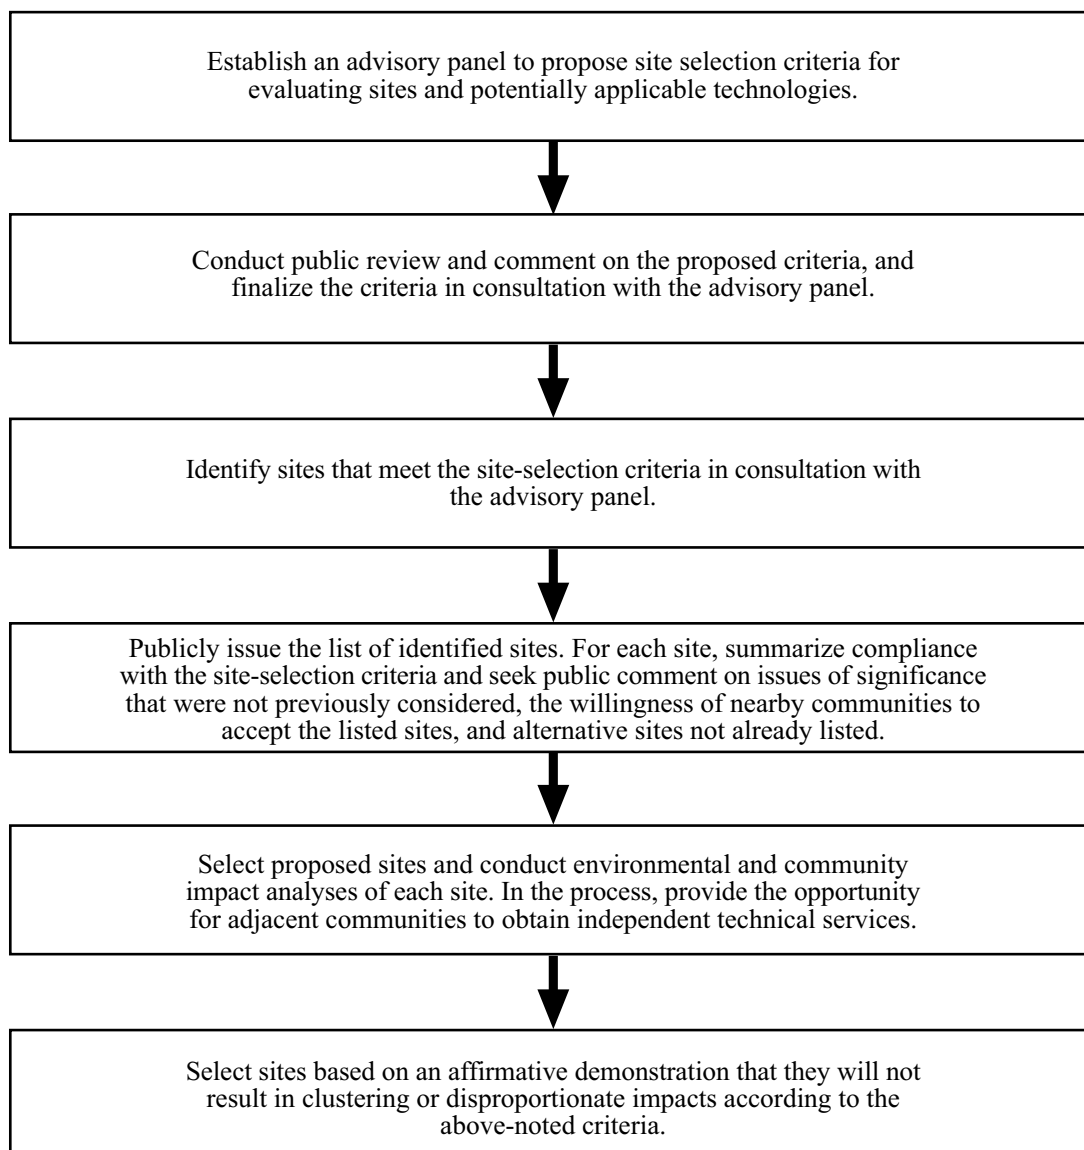 Establish an advisory panel to propose site selection criteria for
evaluating sites and potentially applicable technologies.
Conduct public review and comment on the proposed criteria, and
finalize the criteria in consultation with the advisory panel.
Identify sites that meet the site-selection criteria in consultation with
the advisory panel.
Publicly issue the list of identified sites. For each site, summarize compliance
with the site-selection criteria and seek public comment on issues of significance
that were not previously considered, the willingness of nearby communities to
accept the listed sites, and alternative sites not already listed.
Select proposed sites and conduct environmental and community
impact analyses of each site. In the process, provide the opportunity
for adjacent communities to obtain independent technical services.
Select sites based on an affirmative demonstration that they will not
result in clustering or disproportionate impacts according to the
above-noted criteria.